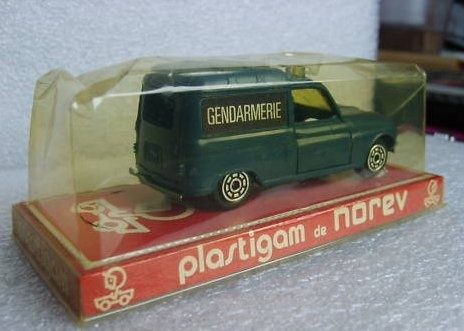 GENDARMERIE
plastigam de norev